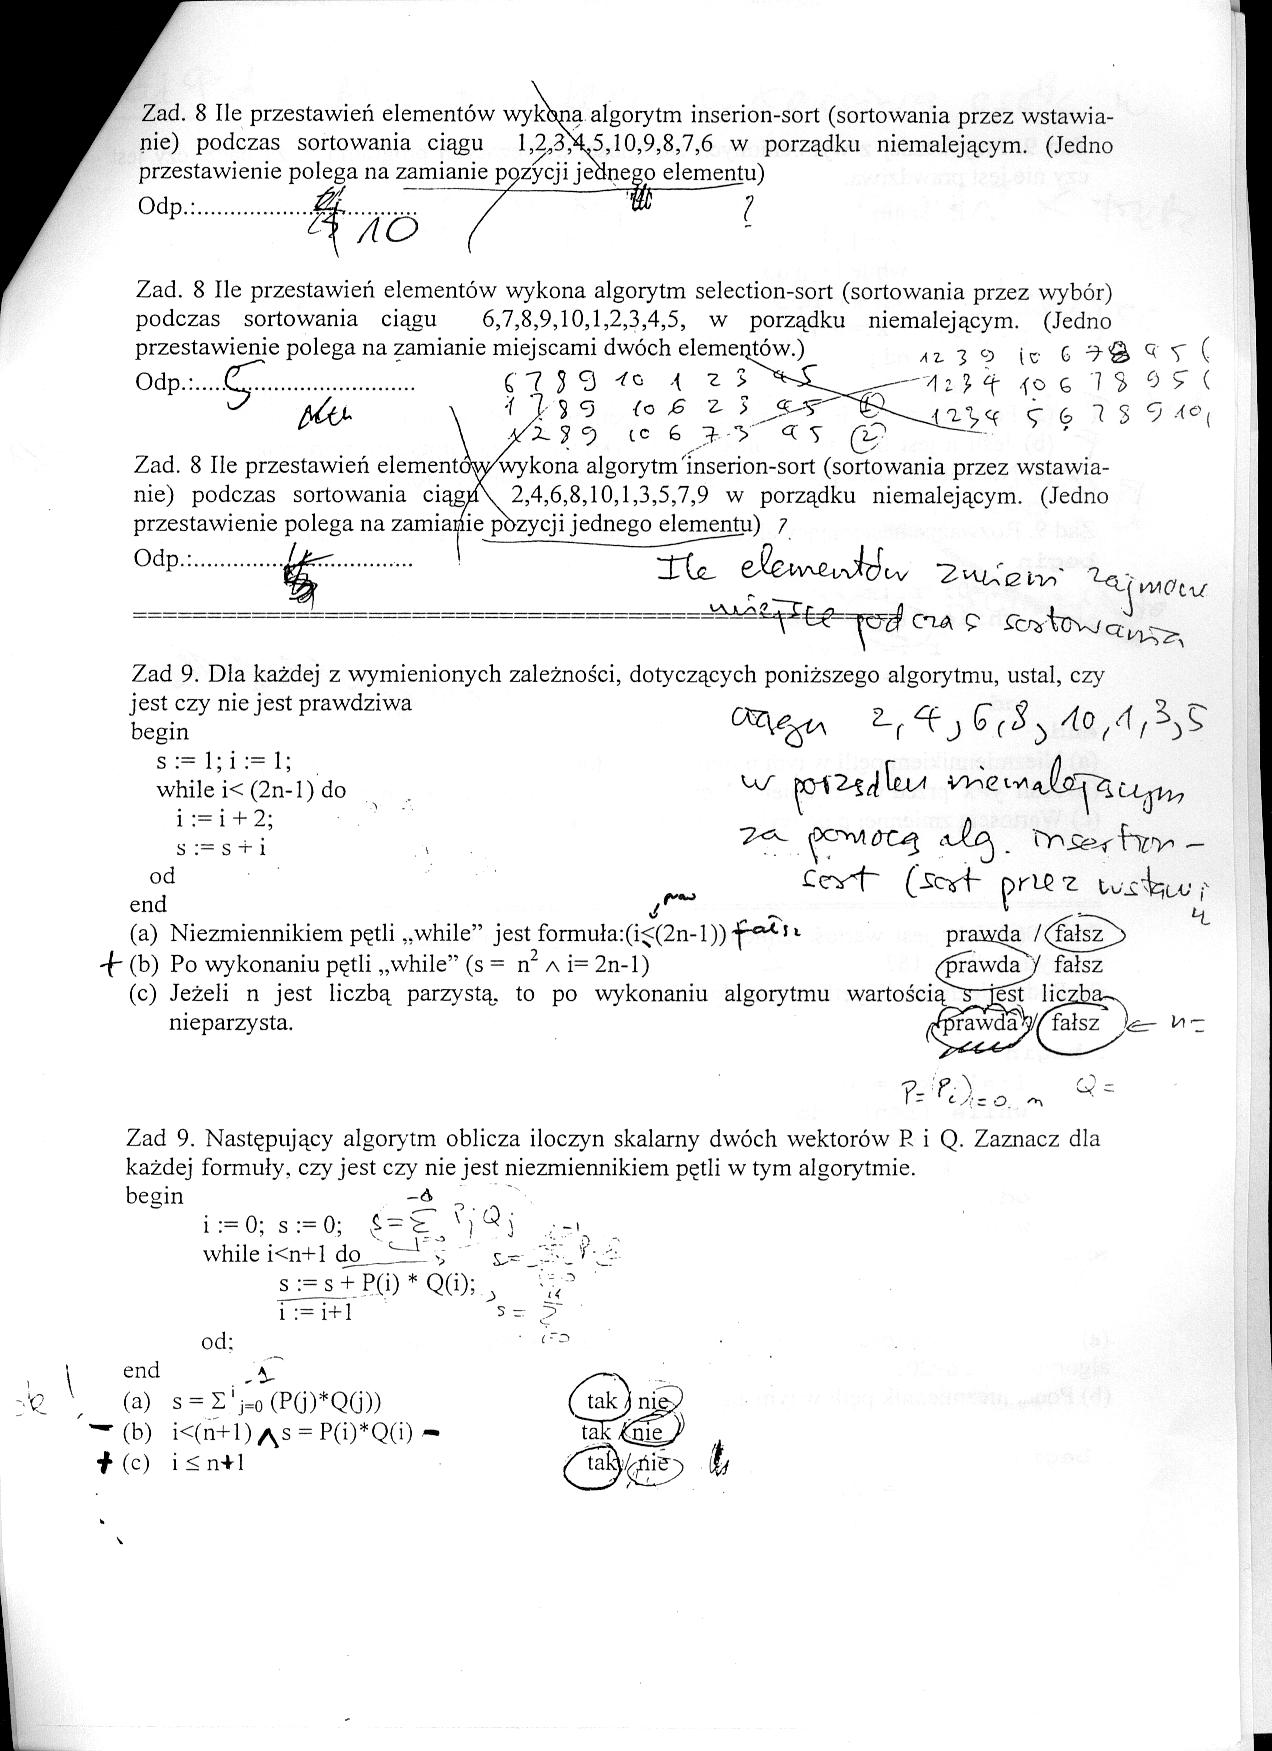 Zad. 8 Ile przestawień elementów wykona algorytm inserion-sort (sortowania przez wstawia-
nie) podczas sortowania ciągu 1,2,3,4,5,10,9,8,7,6 w porządku niemalejącym. (Jedno
przestawienie polega na zamianie pozycji jednego elementu)
?
Odp.:............................
10
Zad. 8 Ile przestawień elementów wykona algorytm selection-sort (sortowania przez wybór)
podczas sortowania ciągu 6,7,8,9,10,1,2,3,4,5, w porządku niemalejącym. (Jedno
przestawienie polega na zamianie miejscami dwóch elementów.)
Odp.:....5............................
6 7 8 9 10 1 2 3 4 5
1 7 8 9 10 6 2 3 4 5 (1)
1 2 8 9 10 6 7 3 4 5 (2)
1 2 3 9 10 6 7 8 4 5 (
1 2 3 4 10 6 7 8 9 5 (
1 2 3 4 5 6 7 8 9 10 (
Zad. 8 Ile przestawień elementów wykona algorytm inserion-sort (sortowania przez wstawia-
nie) podczas sortowania ciągu 2,4,6,8,10,1,3,5,7,9 w porządku niemalejącym. (Jedno
przestawienie polega na zamianie pozycji jednego elementu) ?
Odp.:............................
Ile elementów zmieni zajmow
miejsce podczas sortowania
ciągu 2,4,6,8,10,1,3,5
w porządku niemalejącym
za pomocą alg. insertion-
sort (sort przez wstawi
Zad 9. Dla każdej z wymienionych zależności, dotyczących poniższego algorytmu, ustal, czy
jest czy nie jest prawdziwa
begin
s := 1; i := 1;
while i< (2n-1) do
i := i + 2;
s := s + i
od
end
(a) Niezmiennikiem pętli „while” jest formuła:(i≤(2n-1)) fałsz prawda / fałsz
+ (b) Po wykonaniu pętli „while” (s = n² ∧ i= 2n-1) prawda / fałsz
(c) Jeżeli n jest liczbą parzystą, to po wykonaniu algorytmu wartością s jest liczba
nieparzysta. prawda / fałsz ← n=
P= (Pi)i=0..n Q=
Zad 9. Następujący algorytm oblicza iloczyn skalarny dwóch wektorów P. i Q. Zaznacz dla
każdej formuły, czy jest czy nie jest niezmiennikiem pętli w tym algorytmie.
begin
i := 0; s := 0;
while i<n+1 do
s := s + P(i) * Q(i);
i := i+1
od;
end
(a) s = Σ i-1 j=0 (P(j)*Q(j)) tak / nie
− (b) i<(n+1) ∧ s = P(i)*Q(i) − tak / nie
+ (c) i ≤ n+1 tak / nie